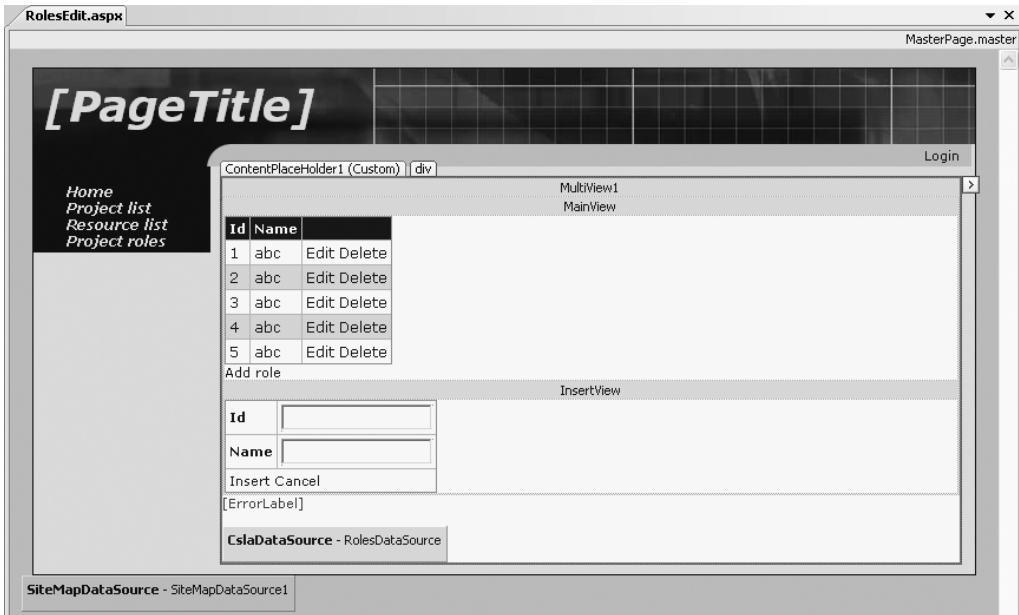 RolesEdit.aspx
MasterPage.master
[PageTitle]
Login
Home
Project list
Resource list
Project roles
ContentPlaceHolder1 (Custom) div
MultiView1
MainView
Id Name
1 abc Edit Delete
2 abc Edit Delete
3 abc Edit Delete
4 abc Edit Delete
5 abc Edit Delete
Add role
InsertView
Id
Name
Insert Cancel
[ErrorLabel]
CslaDataSource - RolesDataSource
SiteMapDataSource - SiteMapDataSource1